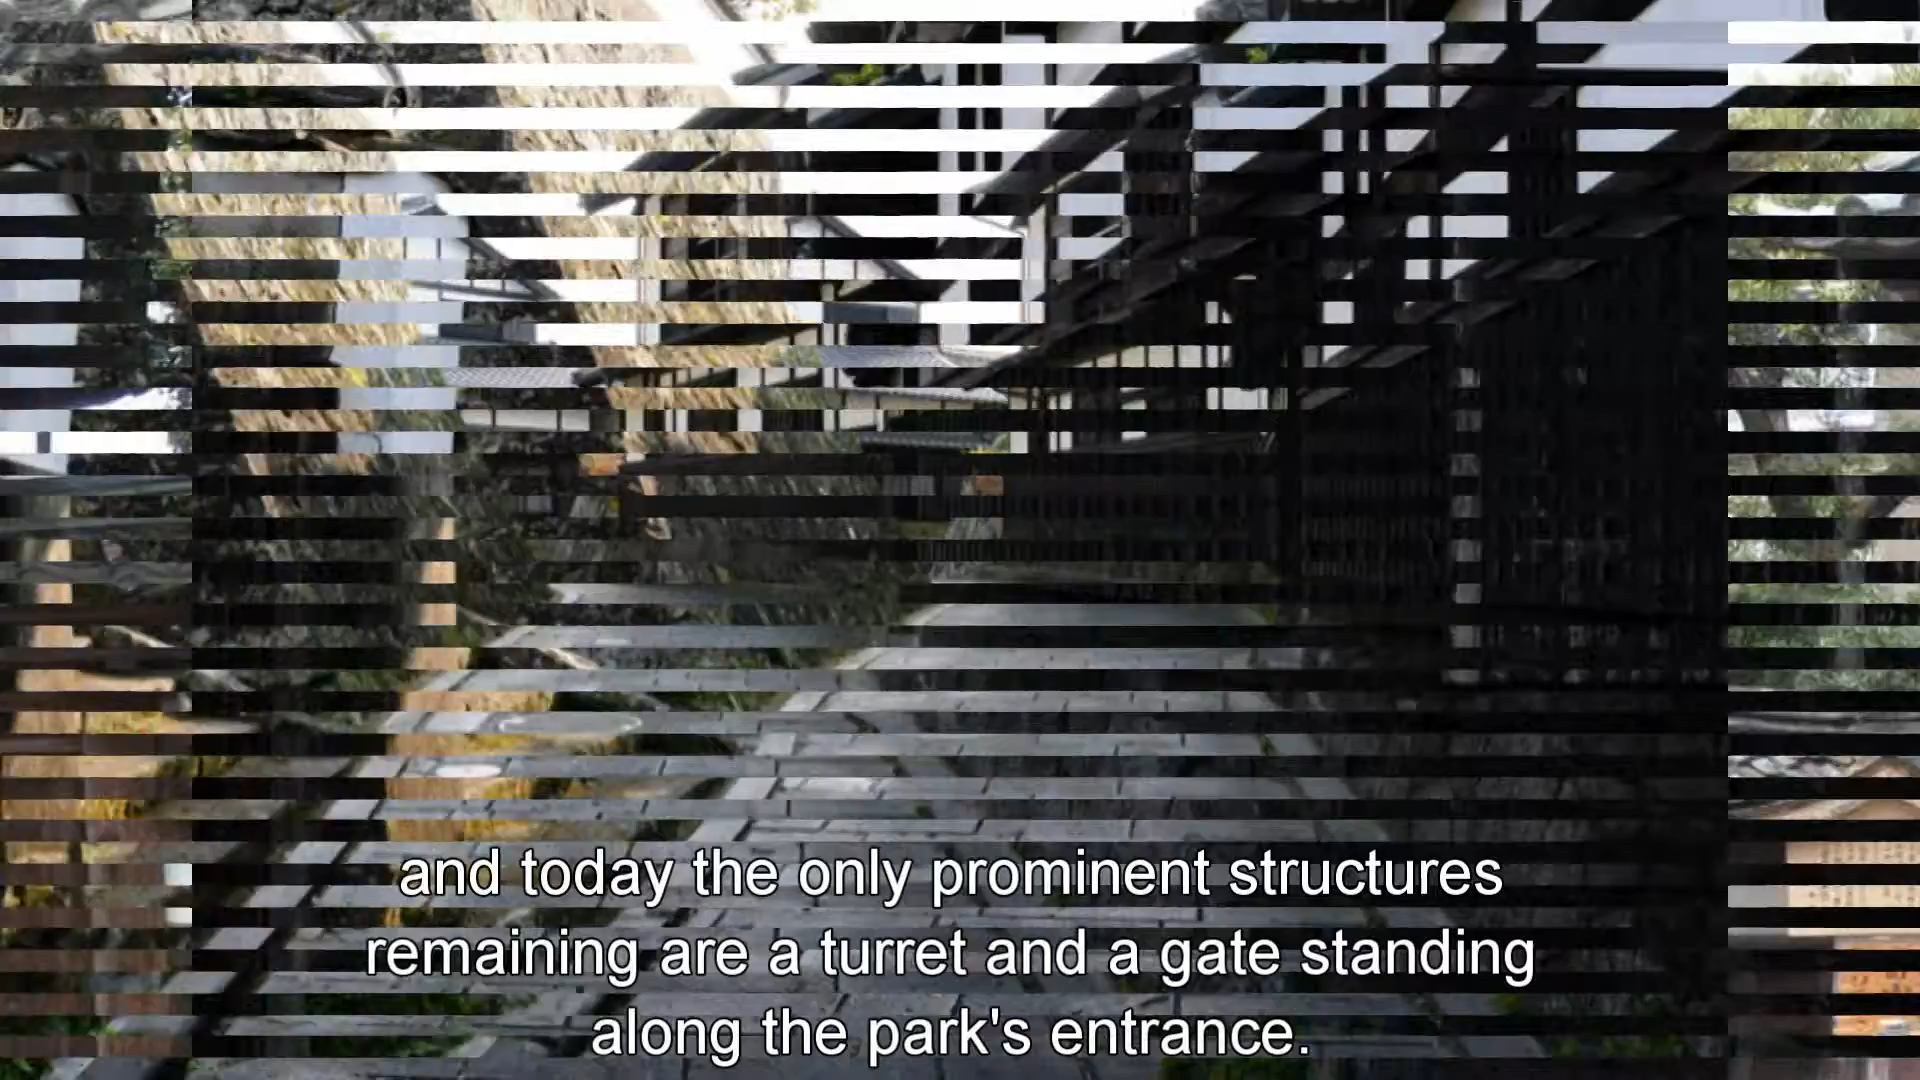 and today the only prominent structures
remaining are a turret and a gate standing
along the park's entrance.